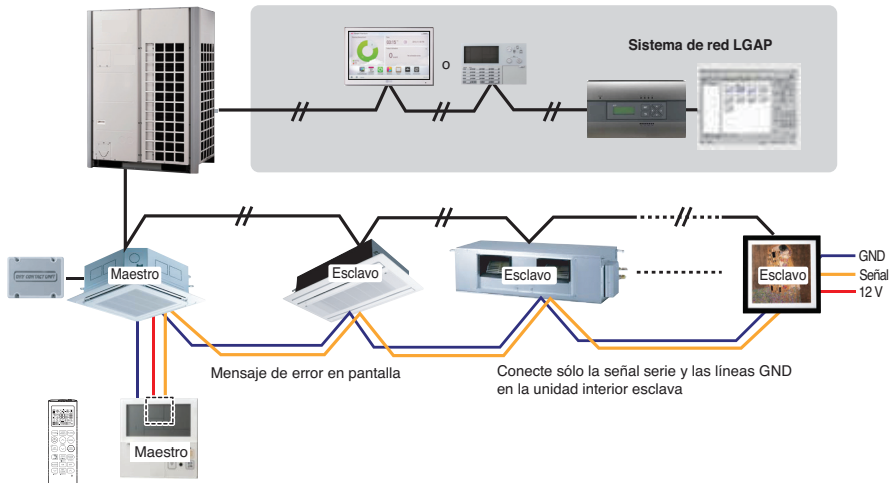 Sistema de red LGAP
o
Maestro
Esclavo
Esclavo
Esclavo
GND
Señal
12 V
Mensaje de error en pantalla
Conecte sólo la señal serie y las líneas GND
en la unidad interior esclava
Maestro